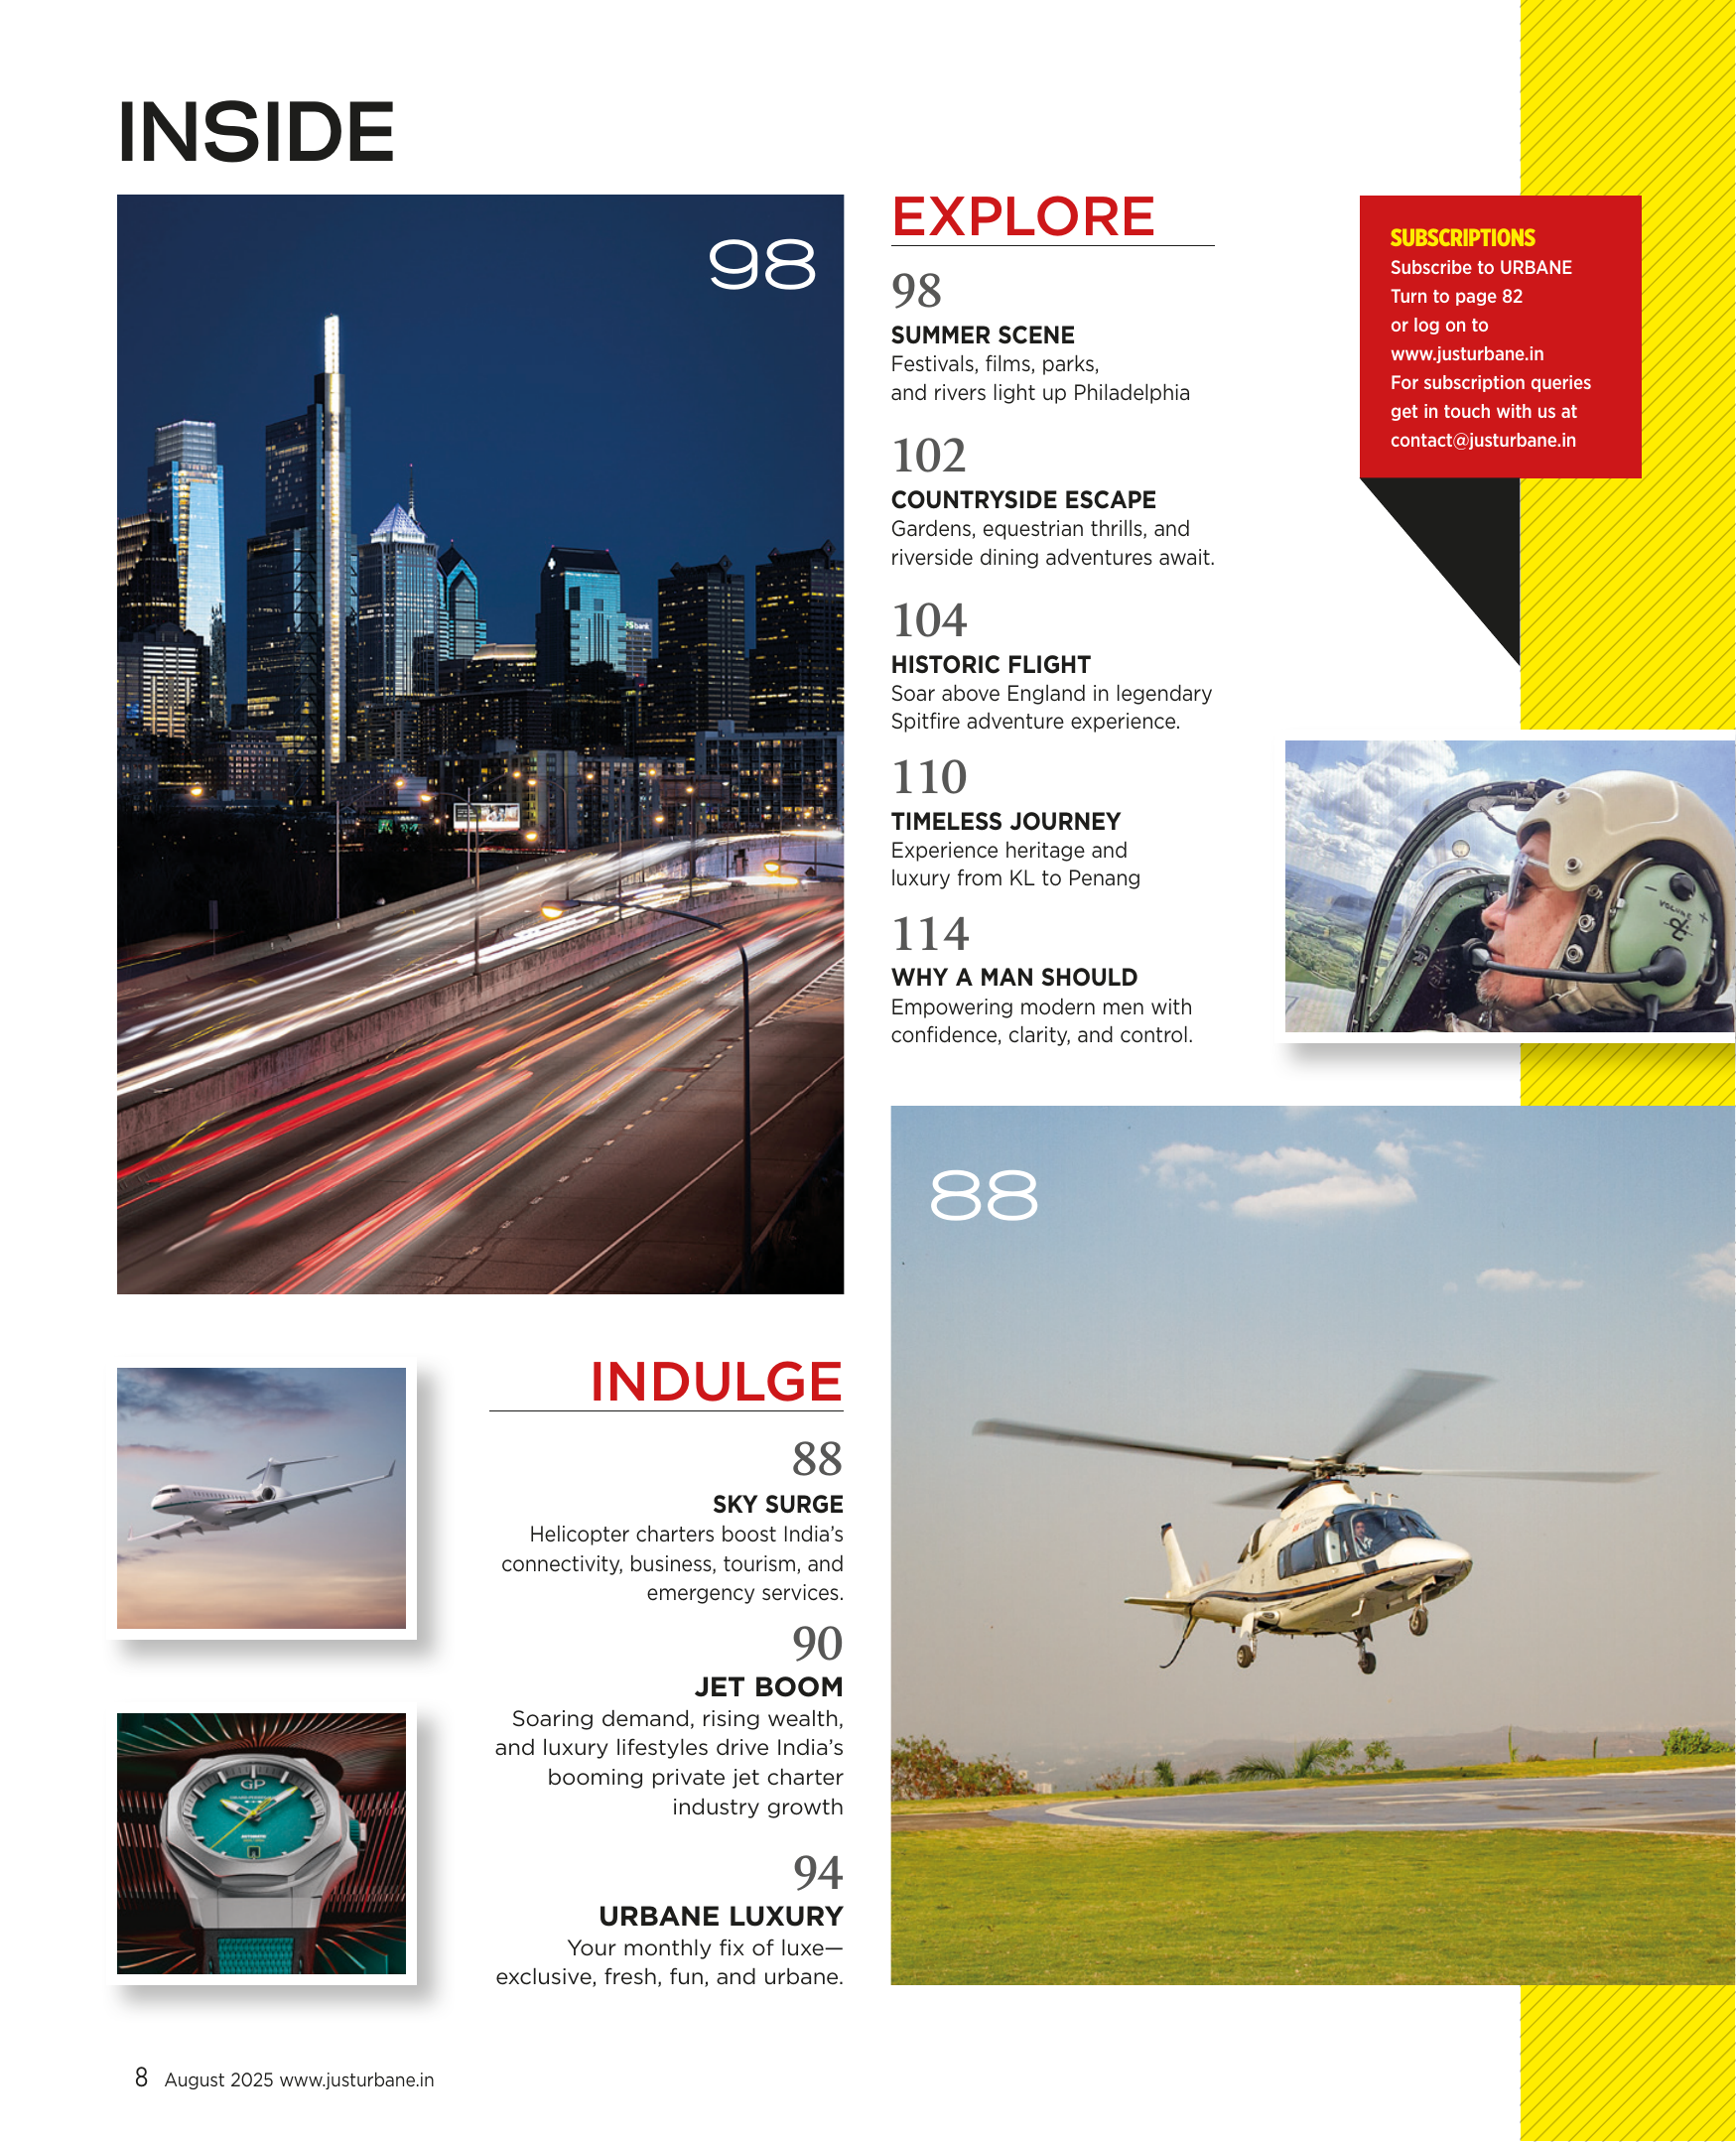 INSIDE
98
EXPLORE
98
SUMMER SCENE
Festivals, films, parks,
and rivers light up Philadelphia
102
COUNTRYSIDE ESCAPE
Gardens, equestrian thrills, and
riverside dining adventures await.
104
HISTORIC FLIGHT
Soar above England in legendary
Spitfire adventure experience.
110
TIMELESS JOURNEY
Experience heritage and
luxury from KL to Penang
114
WHY A MAN SHOULD
Empowering modern men with
confidence, clarity, and control.
SUBSCRIPTIONS
Subscribe to URBANE
Turn to page 82
or log on to
www.justurbane.in
For subscription queries
get in touch with us at
contact@justurbane.in
VOLUME
88
INDULGE
88
SKY SURGE
Helicopter charters boost India’s
connectivity, business, tourism, and
emergency services.
90
JET BOOM
Soaring demand, rising wealth,
and luxury lifestyles drive India’s
booming private jet charter
industry growth
94
URBANE LUXURY
Your monthly fix of luxe—
exclusive, fresh, fun, and urbane.
GP
8 August 2025 www.justurbane.in